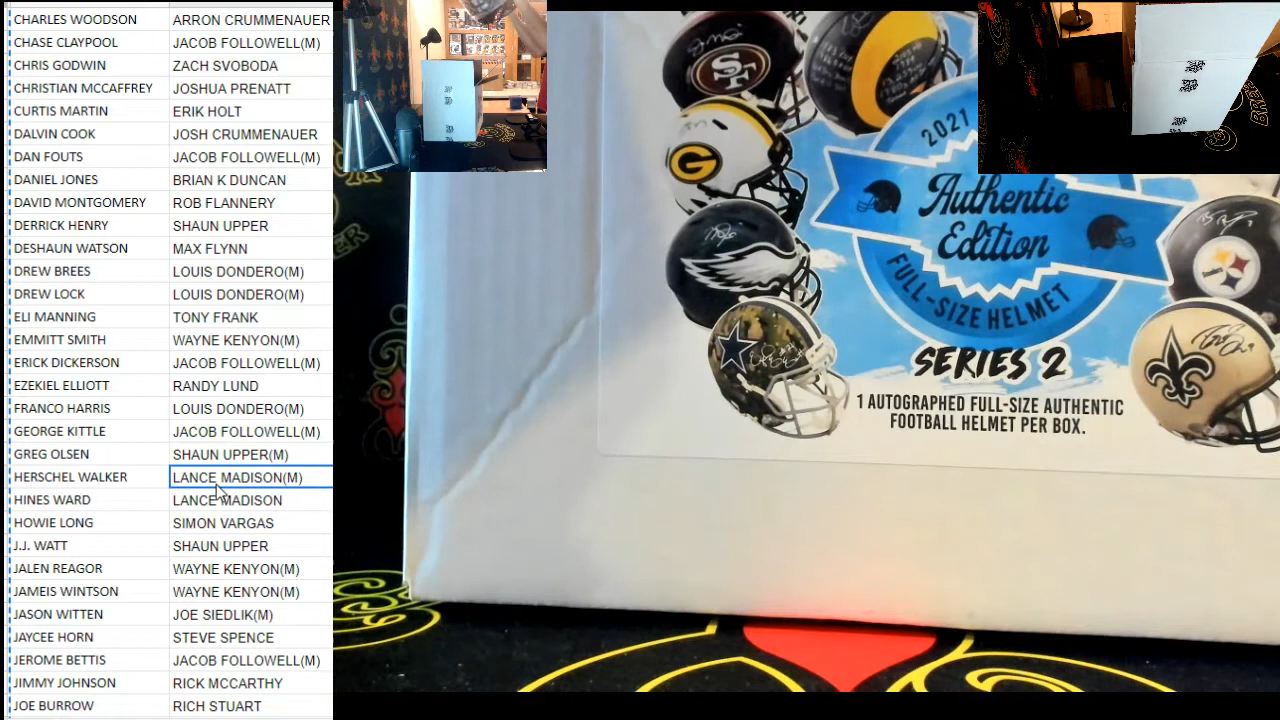 CHARLES WOODSON ARRON CRUMMENAUER
CHASE CLAYPOOL JACOB FOLLOWELL(M)
CHRIS GODWIN ZACH SVOBODA
CHRISTIAN MCCAFFREY JOSHUA PRENATT
CURTIS MARTIN ERIK HOLT
DALVIN COOK JOSH CRUMMENAUER
DAN FOUTS JACOB FOLLOWELL(M)
DANIEL JONES BRIAN K DUNCAN
DAVID MONTGOMERY ROB FLANNERY
DERRICK HENRY SHAUN UPPER
DESHAUN WATSON MAX FLYNN
DREW BREES LOUIS DONDERO(M)
DREW LOCK LOUIS DONDERO(M)
ELI MANNING TONY FRANK
EMMITT SMITH WAYNE KENYON(M)
ERICK DICKERSON JACOB FOLLOWELL(M)
EZEKIEL ELLIOTT RANDY LUND
FRANCO HARRIS LOUIS DONDERO(M)
GEORGE KITTLE JACOB FOLLOWELL(M)
GREG OLSEN SHAUN UPPER(M)
HERSCHEL WALKER LANCE MADISON(M)
HINES WARD LANCE MADISON
HOWIE LONG SIMON VARGAS
J.J. WATT SHAUN UPPER
JALEN REAGOR WAYNE KENYON(M)
JAMEIS WINTSON WAYNE KENYON(M)
JASON WITTEN JOE SIEDLIK(M)
JAYCEE HORN STEVE SPENCE
JEROME BETTIS JACOB FOLLOWELL(M)
JIMMY JOHNSON RICK MCCARTHY
JOE BURROW RICH STUART
2021
Authentic
Edition
FULL-SIZE HELMET
SERIES 2
1 AUTOGRAPHED FULL-SIZE AUTHENTIC
FOOTBALL HELMET PER BOX.
SF
G